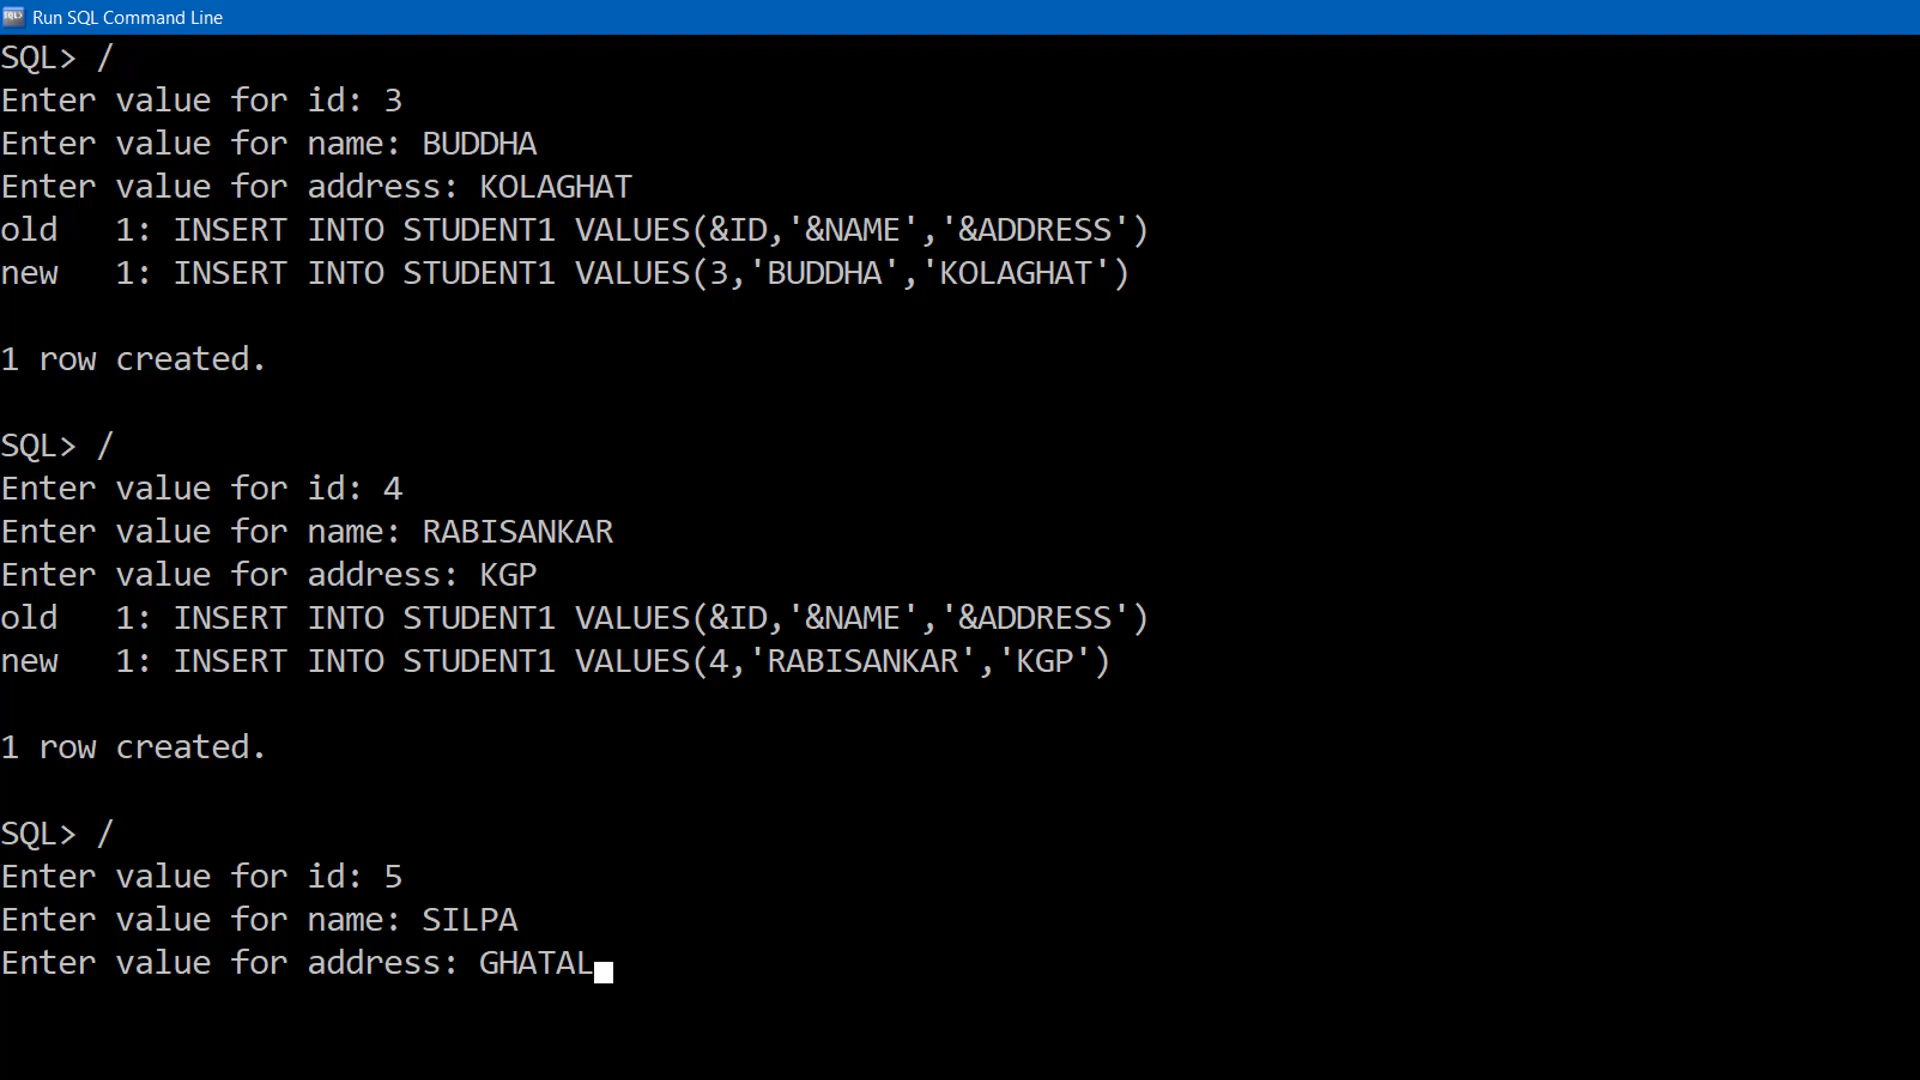 Run SQL Command Line
SQL> /
Enter value for id: 3
Enter value for name: BUDDHA
Enter value for address: KOLAGHAT
old   1: INSERT INTO STUDENT1 VALUES(&ID,'&NAME','&ADDRESS')
new   1: INSERT INTO STUDENT1 VALUES(3,'BUDDHA','KOLAGHAT')
1 row created.
SQL> /
Enter value for id: 4
Enter value for name: RABISANKAR
Enter value for address: KGP
old   1: INSERT INTO STUDENT1 VALUES(&ID,'&NAME','&ADDRESS')
new   1: INSERT INTO STUDENT1 VALUES(4,'RABISANKAR','KGP')
1 row created.
SQL> /
Enter value for id: 5
Enter value for name: SILPA
Enter value for address: GHATAL